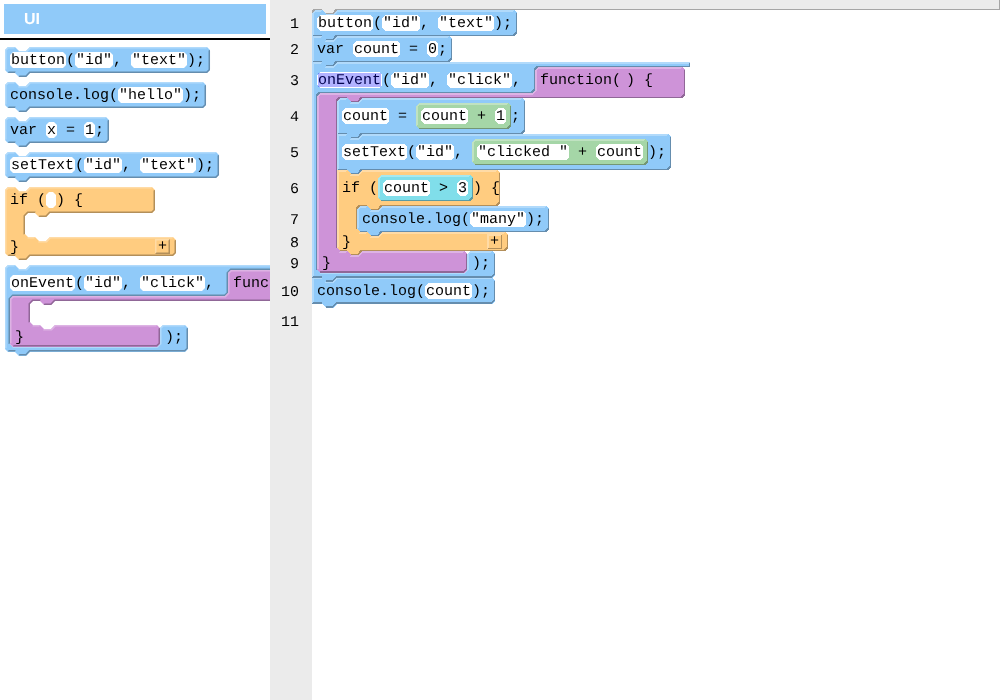 UI
button("id", "text");
console.log("hello");
var x = 1;
setText("id", "text");
if ( ) {
} +
onEvent("id", "click", func
} );
1 button("id", "text");
2 var count = 0;
3 onEvent("id", "click", function( ) {
4 count = count + 1;
5 setText("id", "clicked " + count);
6 if (count > 3) {
7 console.log("many");
8 } +
9 } );
10 console.log(count);
11